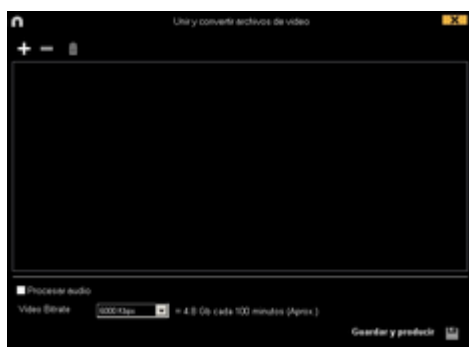 Unir y convertir archivos de video
X
Procesar audio
Video Bitrate 6000 Kbps = 4.8 Gb cada 100 minutos (Aprox.)
Guardar y producir